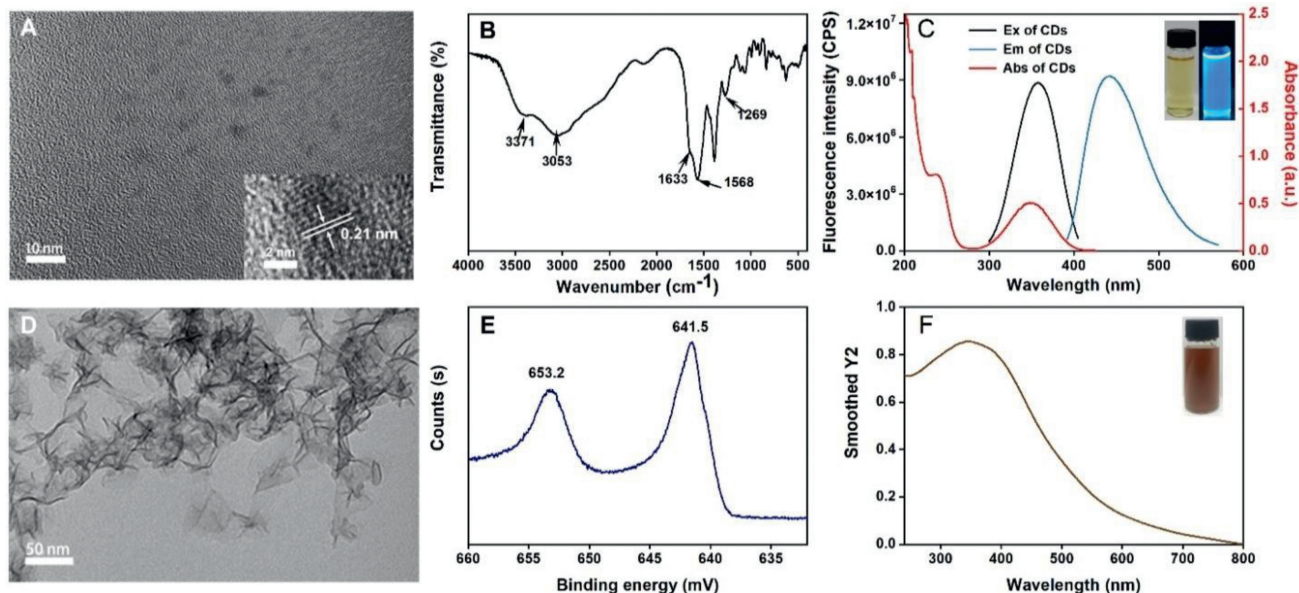 A
10 nm
2 nm
0.21 nm
B
Transmittance (%)
3371
3053
1633
1568
1269
4000 3500 3000 2500 2000 1500 1000 500
Wavenumber (cm-1)
C
Fluorescence intensity (CPS)
1.2×10⁷
9.0×10⁶
6.0×10⁶
3.0×10⁶
0.0
Ex of CDs
Em of CDs
Abs of CDs
2.5
2.0
1.5
1.0
0.5
0.0
Absorbance (a.u.)
200 300 400 500 600
Wavelength (nm)
D
50 nm
E
Counts (s)
653.2
641.5
660 650 640 635
Binding energy (mV)
F
Smoothed Y2
1.0
0.8
0.6
0.4
0.2
0.0
300 400 500 600 700 800
Wavelength (nm)